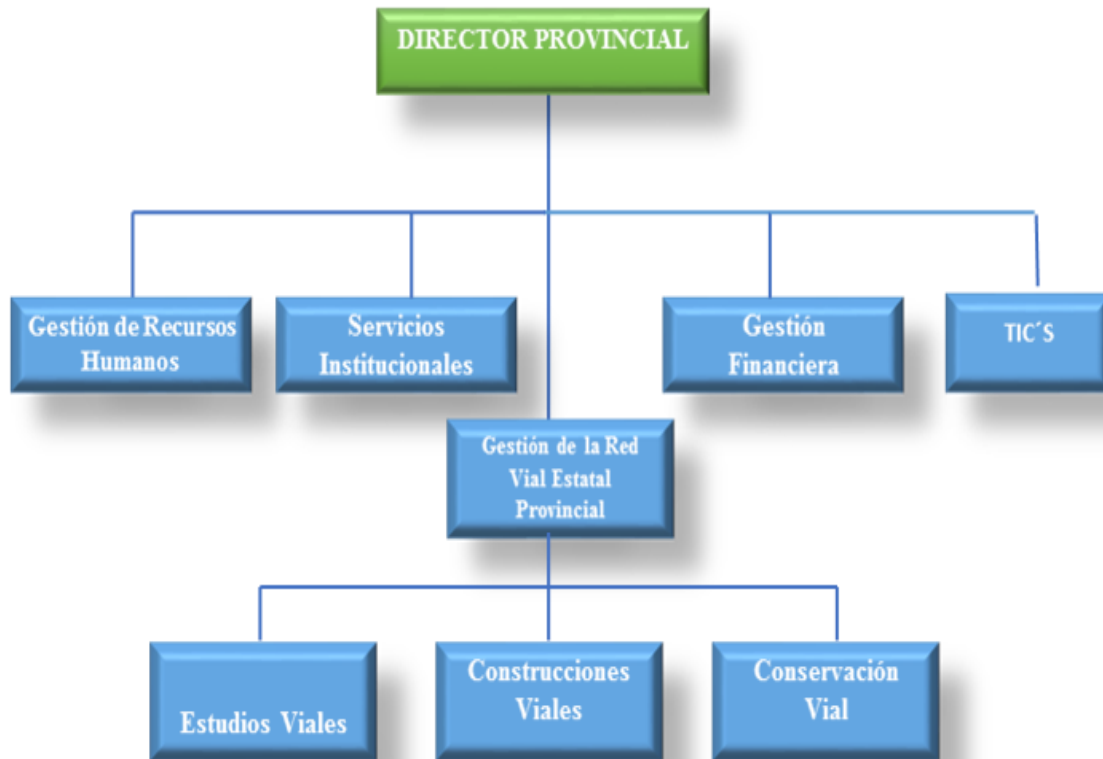 DIRECTOR PROVINCIAL
Gestión de Recursos
Humanos
Servicios
Institucionales
Gestión
Financiera
TIC´S
Gestión de la Red
Vial Estatal
Provincial
Estudios Viales
Construcciones
Viales
Conservación
Vial